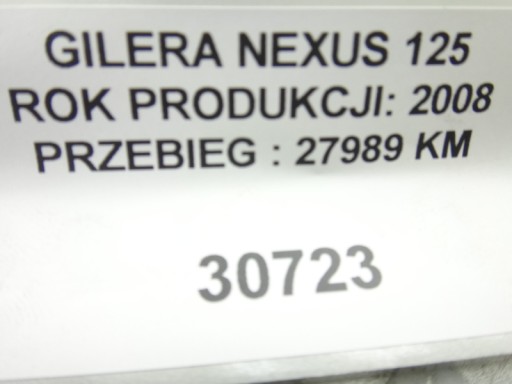 GILERA NEXUS 125
ROK PRODUKCJI: 2008
PRZEBIEG : 27989 KM
30723